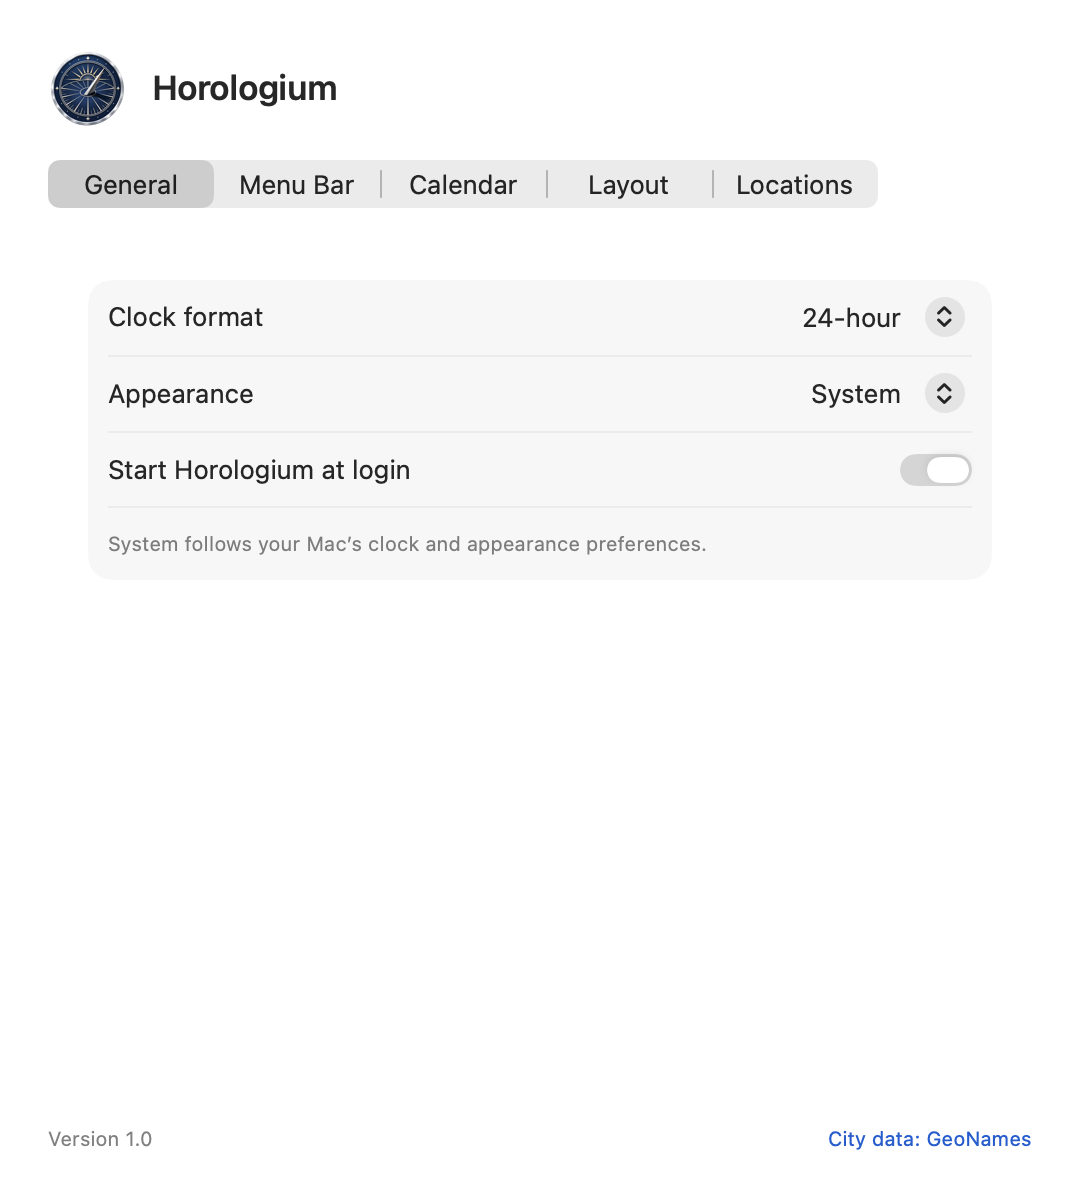 Horologium
General
Menu Bar
Calendar
Layout
Locations
Clock format
24-hour
Appearance
System
Start Horologium at login
System follows your Mac’s clock and appearance preferences.
Version 1.0
City data: GeoNames